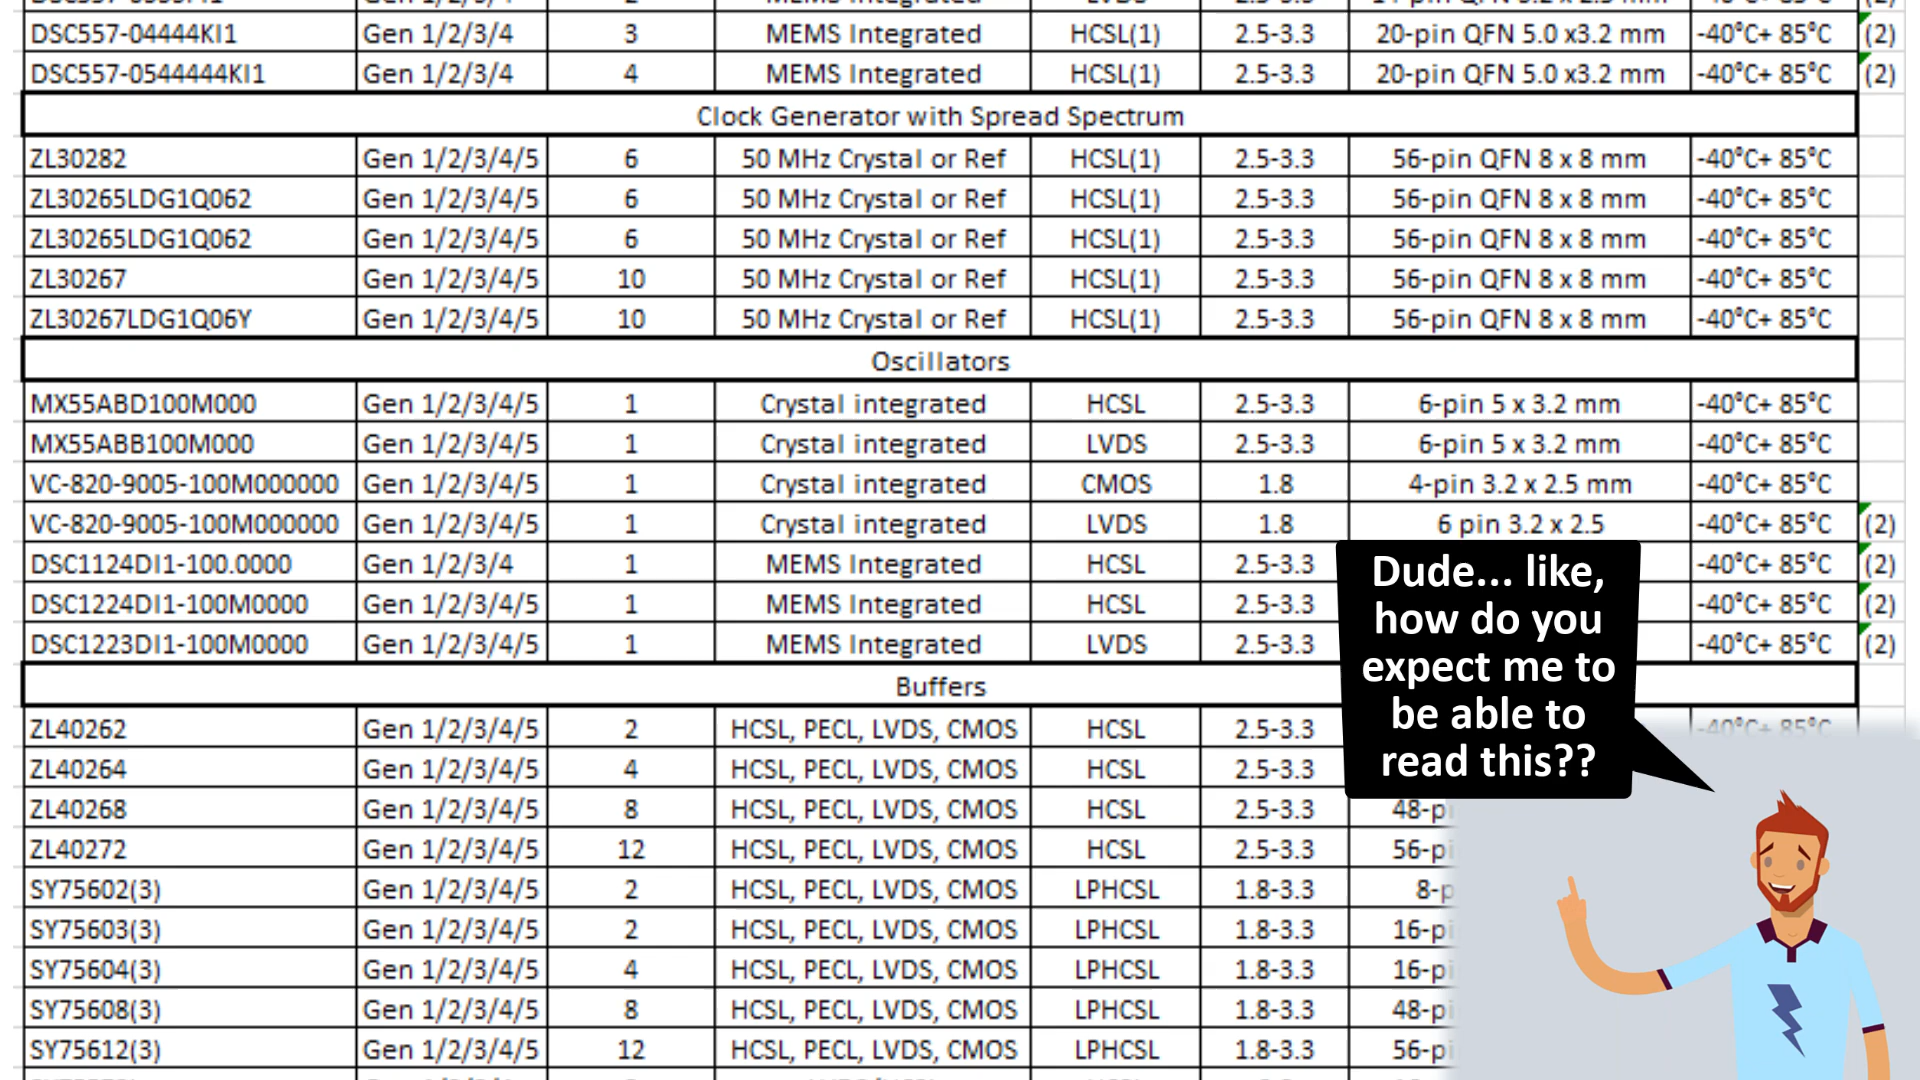 DSC557-04444KI1 Gen 1/2/3/4 3 MEMS Integrated HCSL(1) 2.5-3.3 20-pin QFN 5.0 x3.2 mm -40°C+ 85°C (2)
DSC557-0544444KI1 Gen 1/2/3/4 4 MEMS Integrated HCSL(1) 2.5-3.3 20-pin QFN 5.0 x3.2 mm -40°C+ 85°C (2)
Clock Generator with Spread Spectrum
ZL30282 Gen 1/2/3/4/5 6 50 MHz Crystal or Ref HCSL(1) 2.5-3.3 56-pin QFN 8 x 8 mm -40°C+ 85°C
ZL30265LDG1Q062 Gen 1/2/3/4/5 6 50 MHz Crystal or Ref HCSL(1) 2.5-3.3 56-pin QFN 8 x 8 mm -40°C+ 85°C
ZL30265LDG1Q062 Gen 1/2/3/4/5 6 50 MHz Crystal or Ref HCSL(1) 2.5-3.3 56-pin QFN 8 x 8 mm -40°C+ 85°C
ZL30267 Gen 1/2/3/4/5 10 50 MHz Crystal or Ref HCSL(1) 2.5-3.3 56-pin QFN 8 x 8 mm -40°C+ 85°C
ZL30267LDG1Q06Y Gen 1/2/3/4/5 10 50 MHz Crystal or Ref HCSL(1) 2.5-3.3 56-pin QFN 8 x 8 mm -40°C+ 85°C
Oscillators
MX55ABD100M000 Gen 1/2/3/4/5 1 Crystal integrated HCSL 2.5-3.3 6-pin 5 x 3.2 mm -40°C+ 85°C
MX55ABB100M000 Gen 1/2/3/4/5 1 Crystal integrated LVDS 2.5-3.3 6-pin 5 x 3.2 mm -40°C+ 85°C
VC-820-9005-100M000000 Gen 1/2/3/4/5 1 Crystal integrated CMOS 1.8 4-pin 3.2 x 2.5 mm -40°C+ 85°C
VC-820-9005-100M000000 Gen 1/2/3/4/5 1 Crystal integrated LVDS 1.8 6 pin 3.2 x 2.5 -40°C+ 85°C (2)
DSC1124DI1-100.0000 Gen 1/2/3/4 1 MEMS Integrated HCSL 2.5-3.3 -40°C+ 85°C (2)
DSC1224DI1-100M0000 Gen 1/2/3/4/5 1 MEMS Integrated HCSL 2.5-3.3 -40°C+ 85°C (2)
DSC1223DI1-100M0000 Gen 1/2/3/4/5 1 MEMS Integrated LVDS 2.5-3.3 -40°C+ 85°C (2)
Buffers
ZL40262 Gen 1/2/3/4/5 2 HCSL, PECL, LVDS, CMOS HCSL 2.5-3.3 -40°C+ 85°C
ZL40264 Gen 1/2/3/4/5 4 HCSL, PECL, LVDS, CMOS HCSL 2.5-3.3
ZL40268 Gen 1/2/3/4/5 8 HCSL, PECL, LVDS, CMOS HCSL 2.5-3.3 48-pi
ZL40272 Gen 1/2/3/4/5 12 HCSL, PECL, LVDS, CMOS HCSL 2.5-3.3 56-pi
SY75602(3) Gen 1/2/3/4/5 2 HCSL, PECL, LVDS, CMOS LPHCSL 1.8-3.3 8-p
SY75603(3) Gen 1/2/3/4/5 2 HCSL, PECL, LVDS, CMOS LPHCSL 1.8-3.3 16-pi
SY75604(3) Gen 1/2/3/4/5 4 HCSL, PECL, LVDS, CMOS LPHCSL 1.8-3.3 16-pi
SY75608(3) Gen 1/2/3/4/5 8 HCSL, PECL, LVDS, CMOS LPHCSL 1.8-3.3 48-pi
SY75612(3) Gen 1/2/3/4/5 12 HCSL, PECL, LVDS, CMOS LPHCSL 1.8-3.3 56-pi
Dude... like,
how do you
expect me to
be able to
read this??